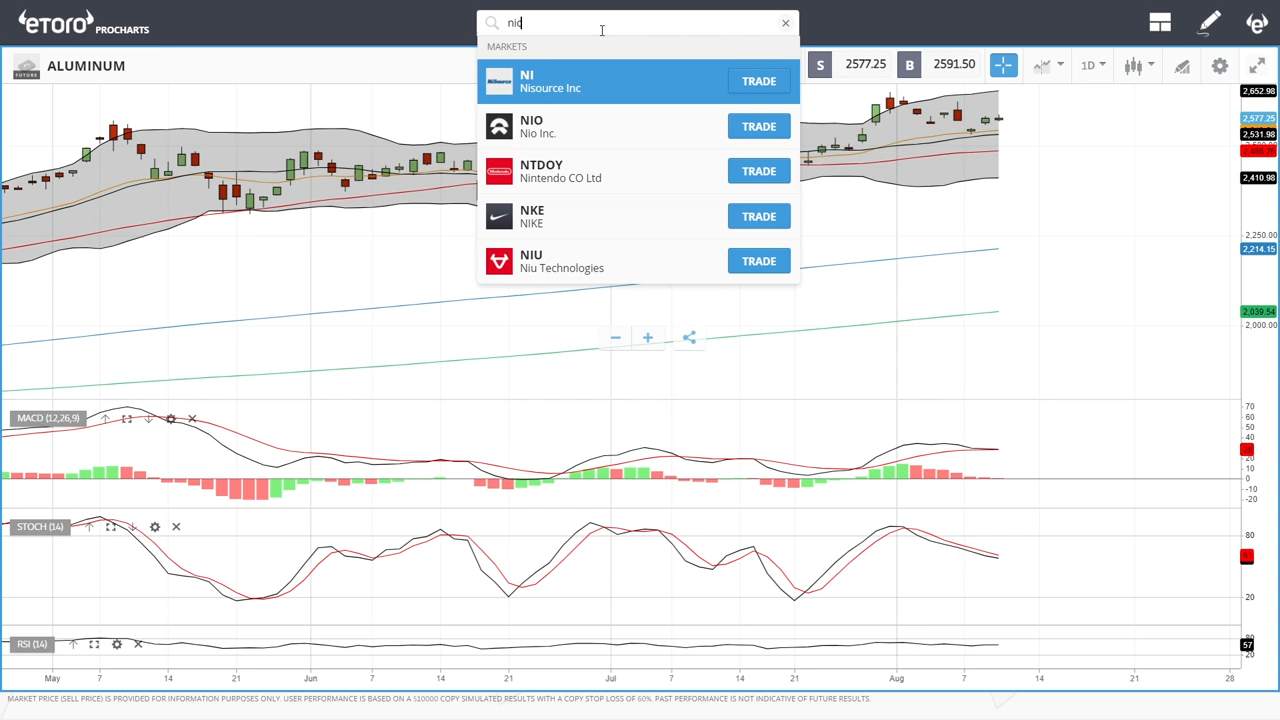 eToro PROCHARTS
nic
MARKETS
NI
Nisource Inc
TRADE
NIO
Nio Inc.
TRADE
NTDOY
Nintendo CO Ltd
TRADE
NKE
NIKE
TRADE
NIU
Niu Technologies
TRADE
FUTURE
ALUMINUM
S 2577.25 B 2591.50
1D
2,652.98
2,577.25
2,531.98
2,410.98
2,250.00
2,214.15
2,039.54
2,000.00
MACD (12,26,9)
70
60
50
40
20
10
0
-10
-20
STOCH (14)
80
20
RSI (14)
57
20
May 7 14 21 Jun 7 14 21 Jul 7 14 21 Aug 7 14 21 28
MARKET PRICE (SELL PRICE) IS PROVIDED FOR INFORMATION PURPOSES ONLY. USER PERFORMANCE IS BASED ON A $10000 COPY SIMULATED RESULTS WITH A COPY STOP LOSS OF 60%. PAST PERFORMANCE IS NOT INDICATIVE OF FUTURE RESULTS.